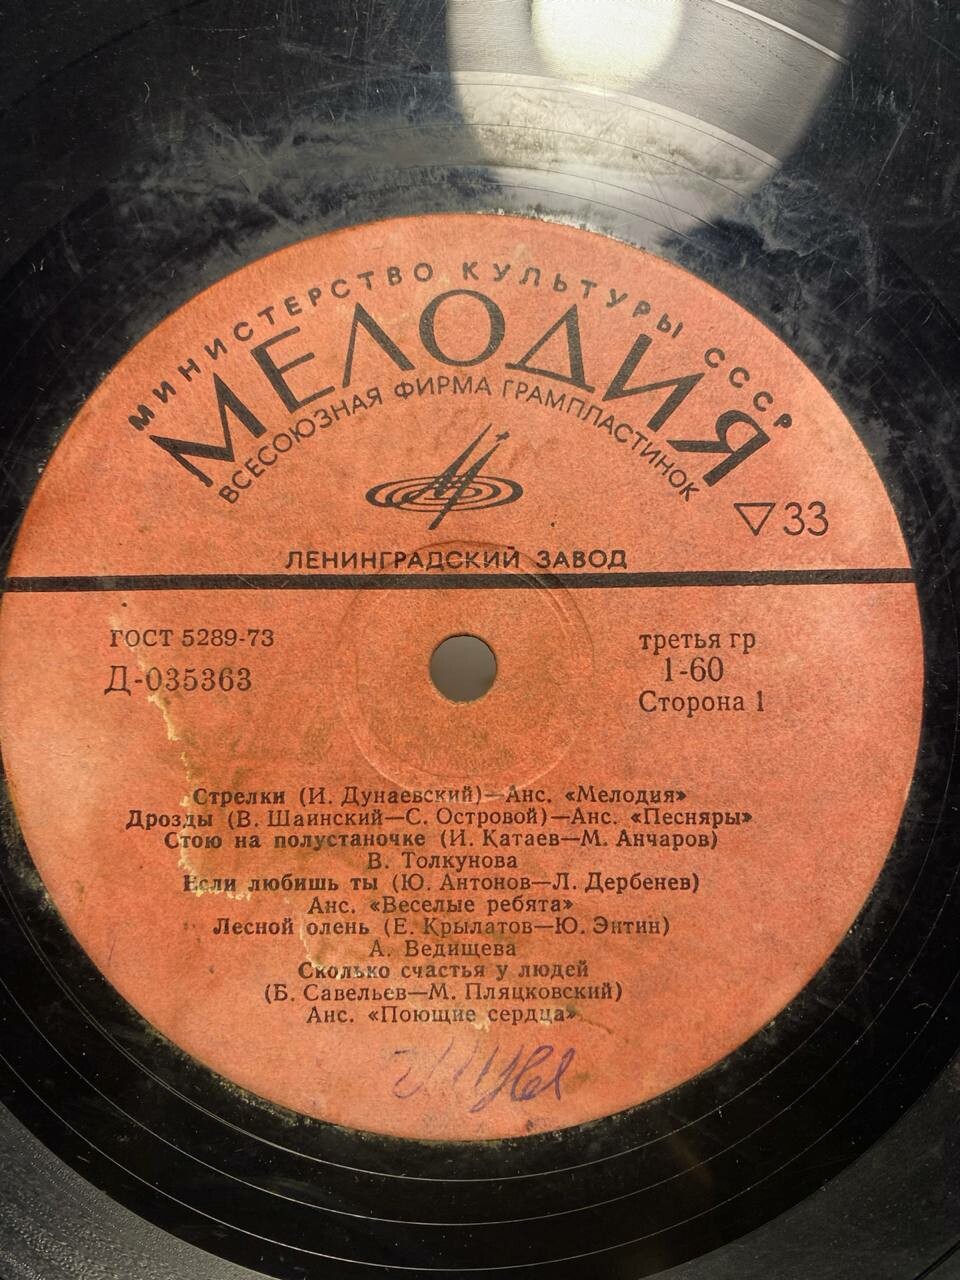 МИНИСТЕРСТВО КУЛЬТУРЫ СССР
МЕЛОДИЯ
ВСЕСОЮЗНАЯ ФИРМА ГРАМПЛАСТИНОК
▽33
ЛЕНИНГРАДСКИЙ ЗАВОД
ГОСТ 5289-73
Д-035363
третья гр
1-60
Сторона 1
Стрелки (И. Дунаевский)—Анс. «Мелодия»
Дрозды (В. Шаинский—С. Островой)—Анс. «Песняры»
Стою на полустаночке (И. Катаев—М. Анчаров)
В. Толкунова
Если любишь ты (Ю. Антонов—Л. Дербенев)
Анс. «Веселые ребята»
Лесной олень (Е. Крылатов—Ю. Энтин)
А. Ведищева
Сколько счастья у людей
(Б. Савельев—М. Пляцковский)
Анс. «Поющие сердца»